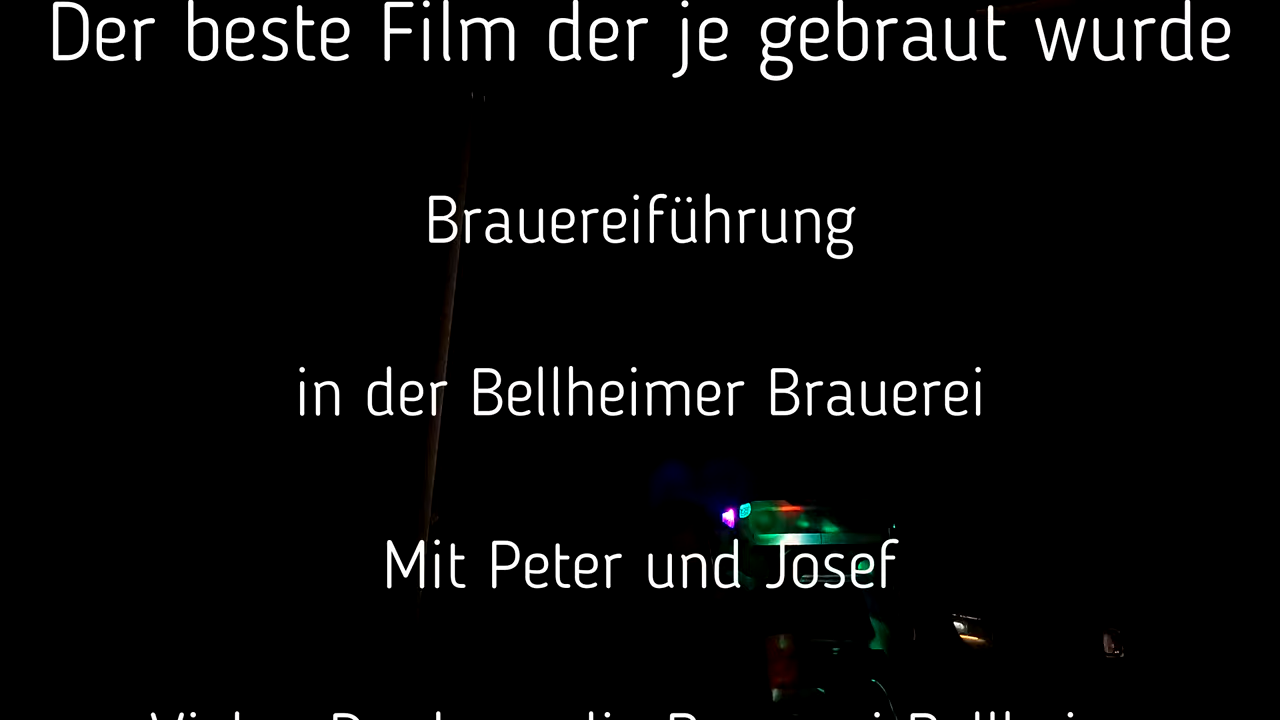 Der beste Film der je gebraut wurde
Brauereiführung
in der Bellheimer Brauerei
Mit Peter und Josef